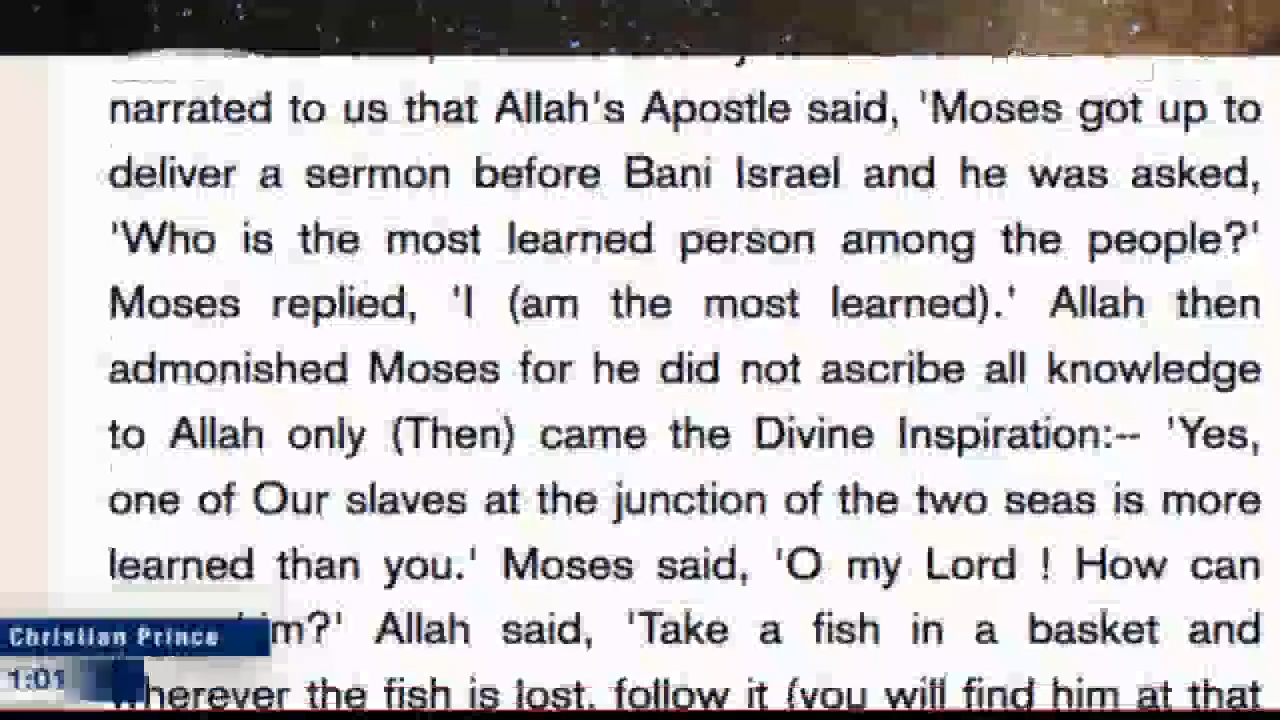 narrated to us that Allah's Apostle said, 'Moses got up to
deliver a sermon before Bani Israel and he was asked,
'Who is the most learned person among the people?'
Moses replied, 'I (am the most learned).' Allah then
admonished Moses for he did not ascribe all knowledge
to Allah only (Then) came the Divine Inspiration:-- 'Yes,
one of Our slaves at the junction of the two seas is more
learned than you.' Moses said, 'O my Lord ! How can
im?' Allah said, 'Take a fish in a basket and
wherever the fish is lost, follow it (you will find him at that
Christian Prince
1:01